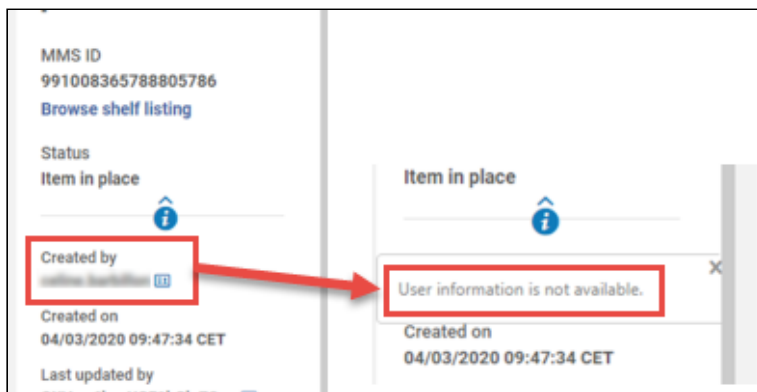 MMS ID
991008365788805786
Browse shelf listing
Status
Item in place
Created by
Created on
04/03/2020 09:47:34 CET
Last updated by
Item in place
User information is not available.
X
Created on
04/03/2020 09:47:34 CET